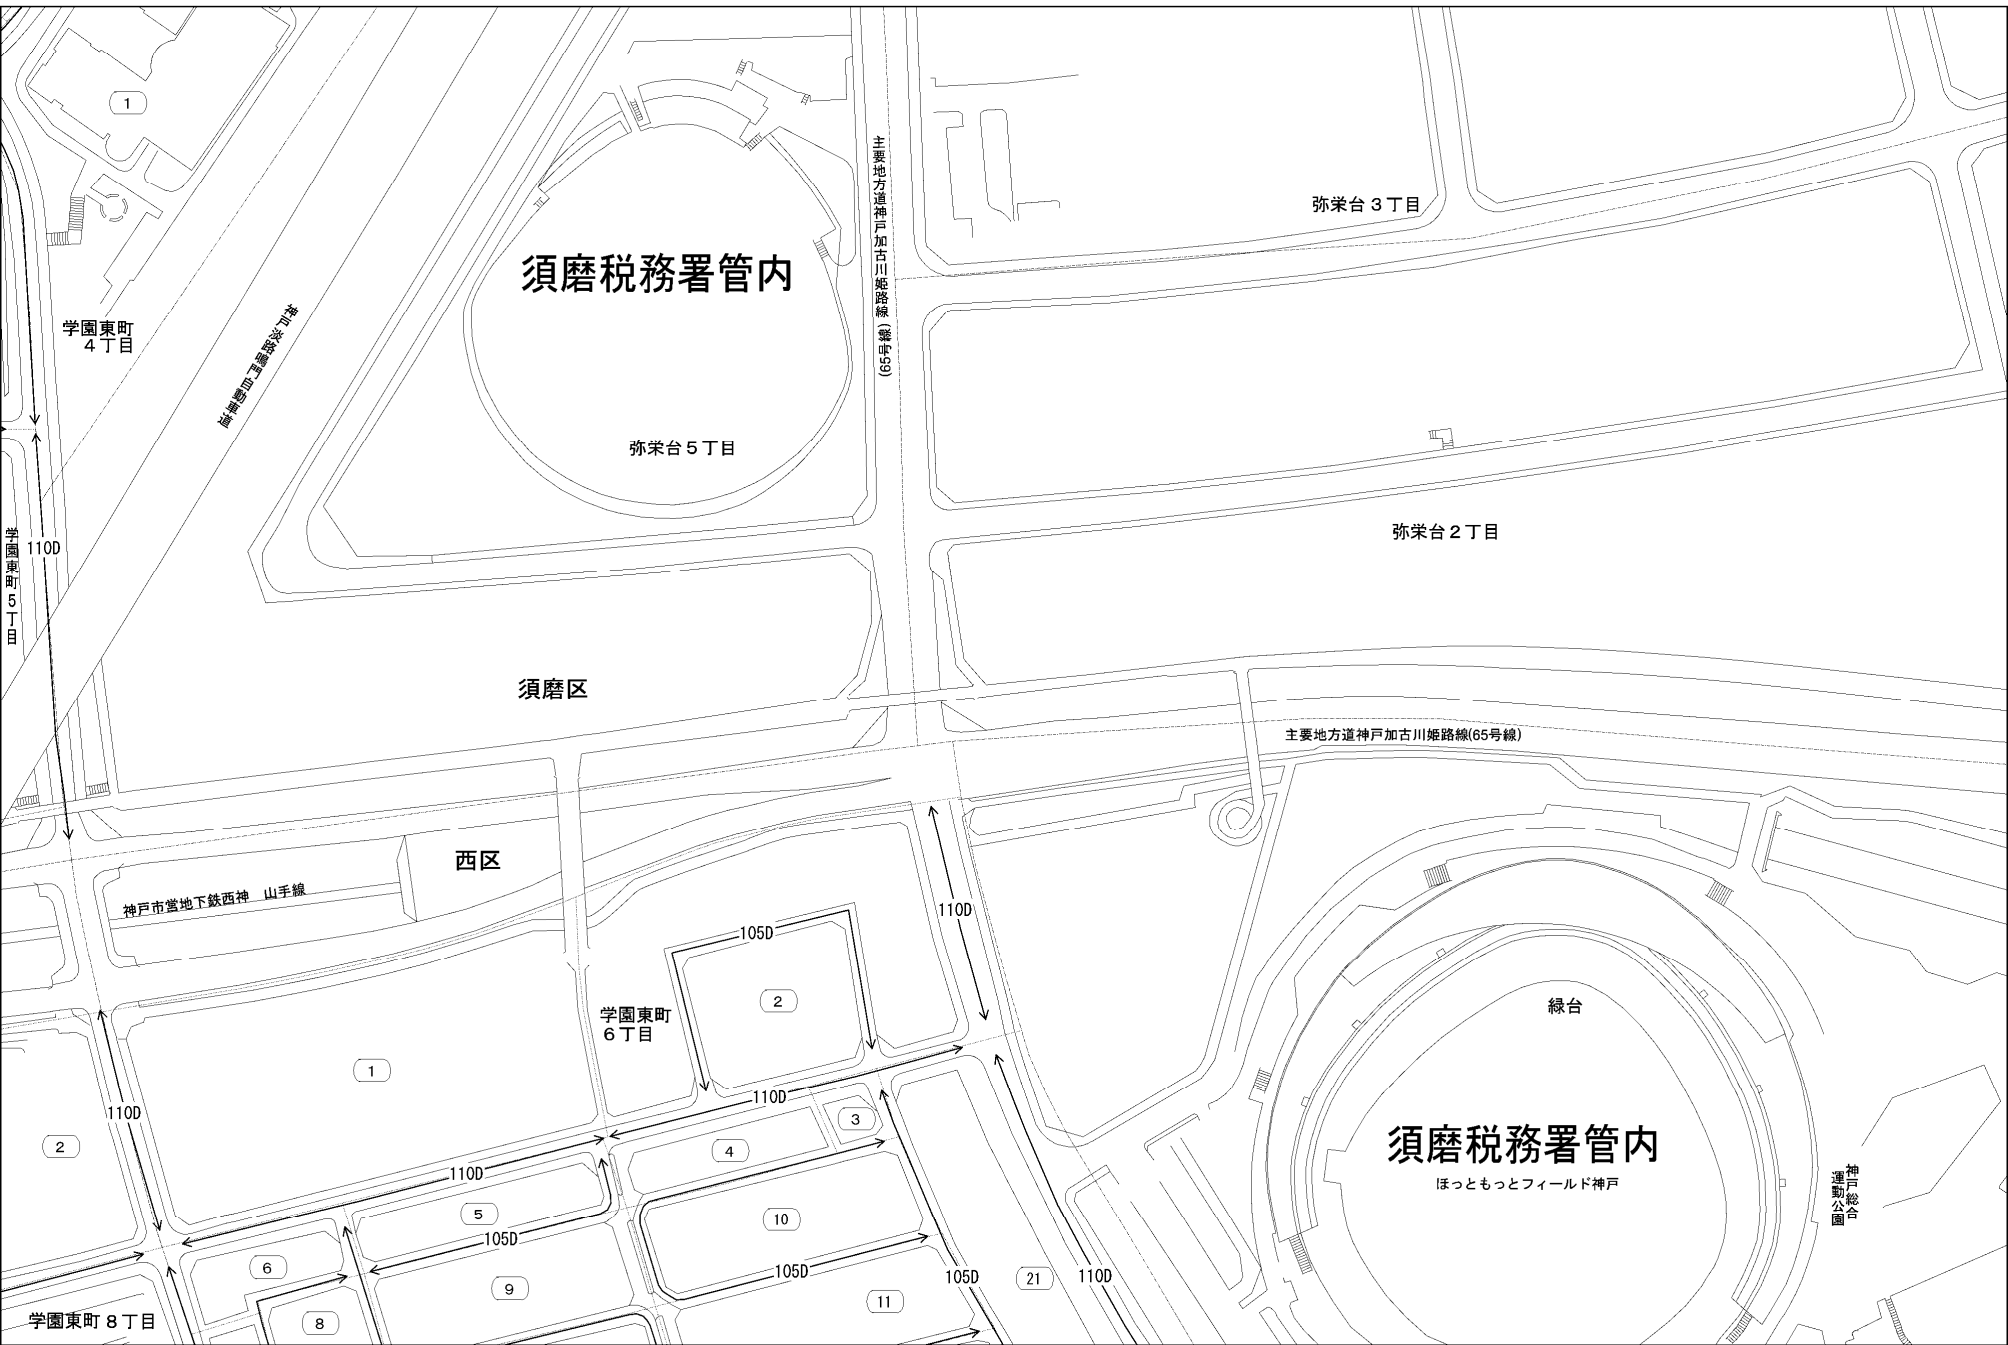 1
主要地方道神戸加古川姫路線(65号線)
弥栄台3丁目
須磨税務署管内
学園東町
4丁目
神戸淡路鳴門自動車道
弥栄台5丁目
弥栄台2丁目
学園東町5丁目
110D
須磨区
主要地方道神戸加古川姫路線(65号線)
西区
神戸市営地下鉄西神 山手線
110D
105D
2
学園東町
6丁目
緑台
1
110D
110D
3
2
4
須磨税務署管内
ほっともっとフィールド神戸
神戸総合
運動公園
110D
5
10
105D
6
105D
105D
21
110D
9
11
学園東町8丁目
8